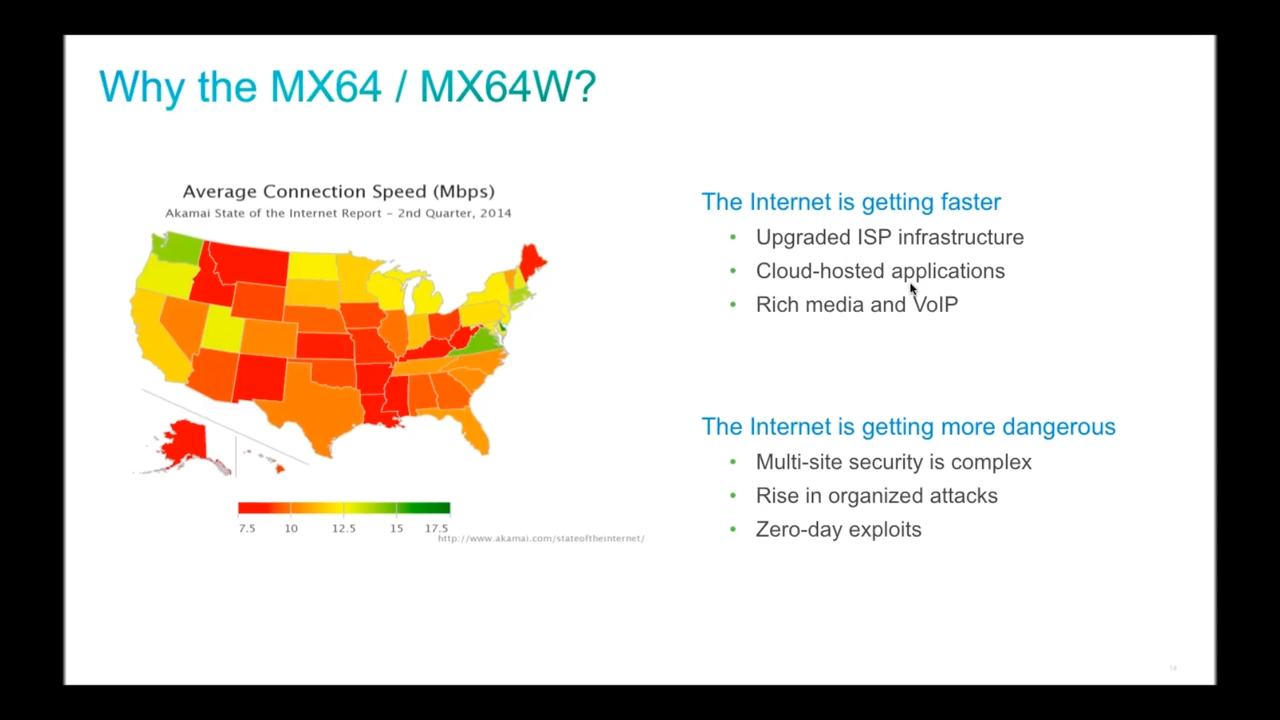 Why the MX64 / MX64W?
Average Connection Speed (Mbps)
Akamai State of the Internet Report – 2nd Quarter, 2014
7.5 10 12.5 15 17.5
http://www.akamai.com/stateoftheinternet/
The Internet is getting faster
• Upgraded ISP infrastructure
• Cloud-hosted applications
• Rich media and VoIP
The Internet is getting more dangerous
• Multi-site security is complex
• Rise in organized attacks
• Zero-day exploits